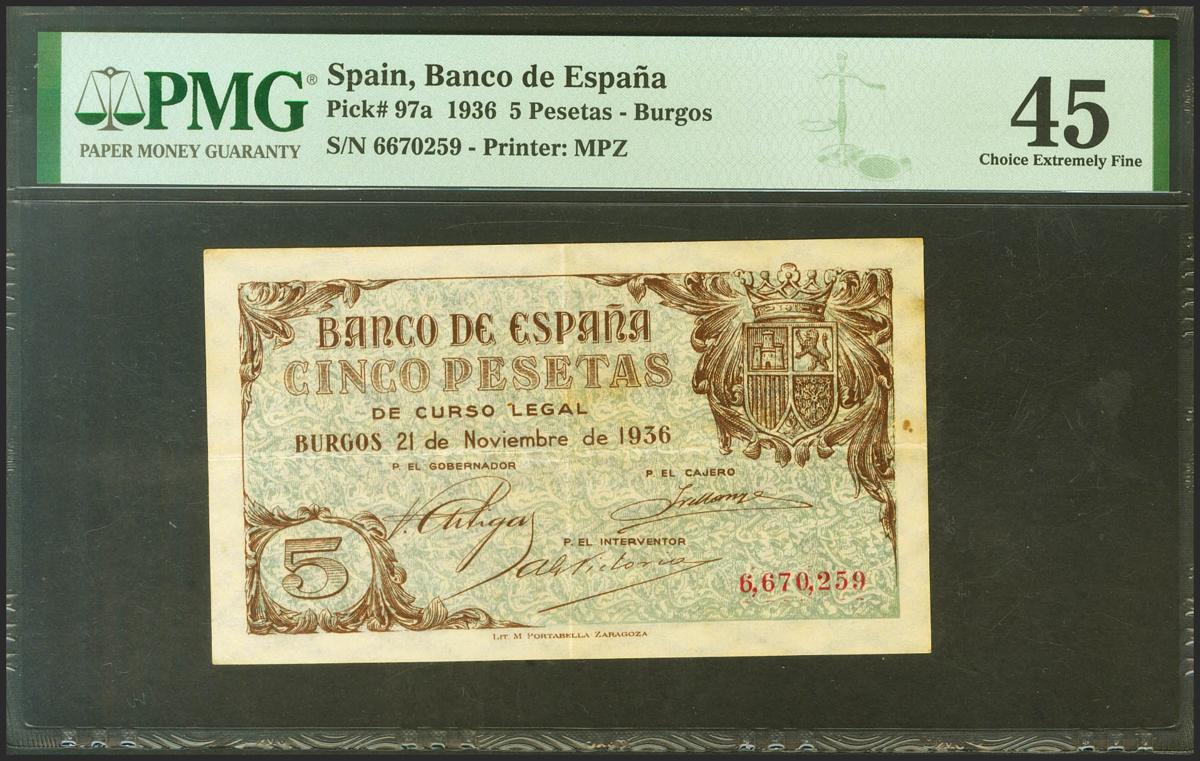 PMG®
PAPER MONEY GUARANTY
Spain, Banco de España
Pick# 97a 1936 5 Pesetas - Burgos
S/N 6670259 - Printer: MPZ
45
Choice Extremely Fine
BANCO DE ESPAÑA
CINCO PESETAS
DE CURSO LEGAL
BURGOS 21 de Noviembre de 1936
P. EL GOBERNADOR
P. EL CAJERO
P. EL INTERVENTOR
5
6,670,259
LIT. M PORTABELLA ZARAGOZA